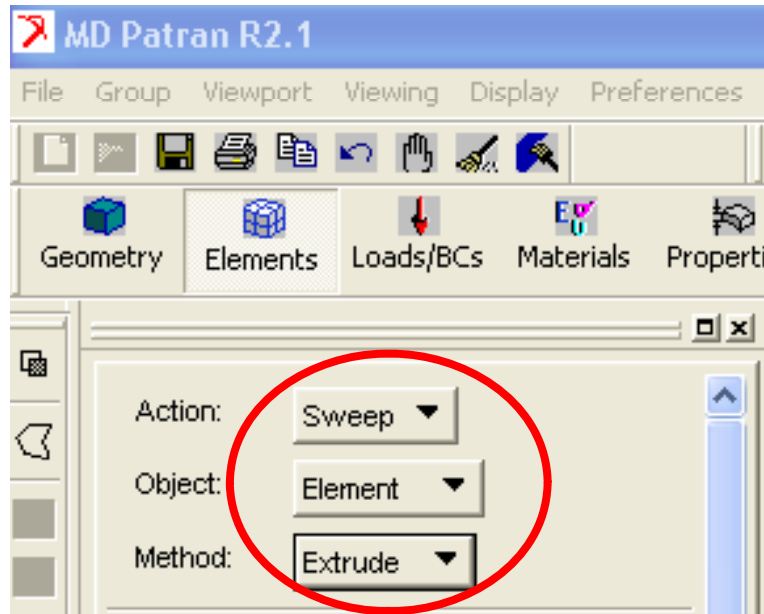 MD Patran R2.1
File Group Viewport Viewing Display Preferences
Geometry Elements Loads/BCs Materials Properti
Action: Sweep
Object: Element
Method: Extrude